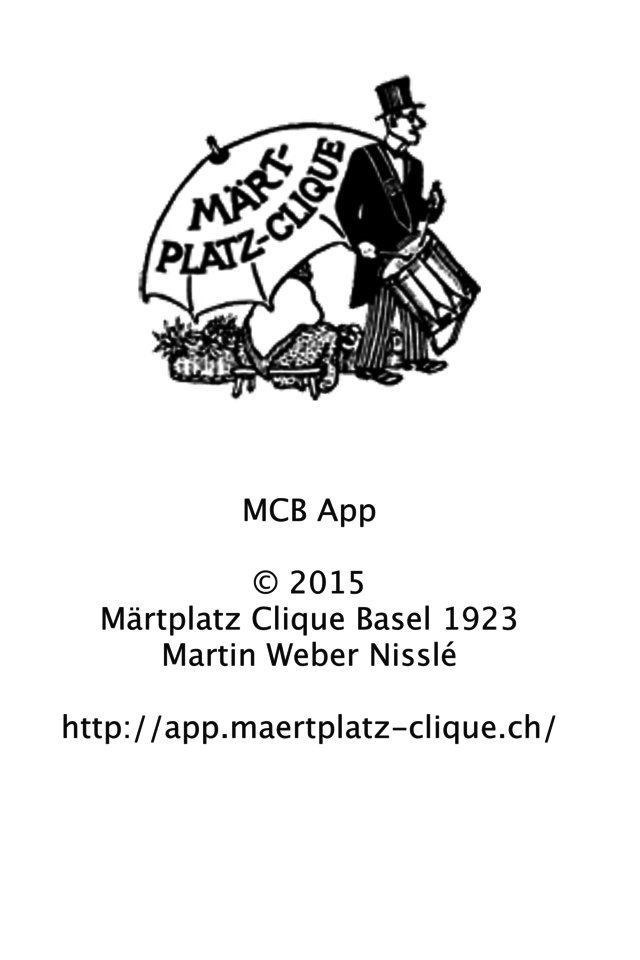 MÄRT-
PLATZ-CLIQUE
MCB App
© 2015
Märtplatz Clique Basel 1923
Martin Weber Nisslé
http://app.maertplatz-clique.ch/